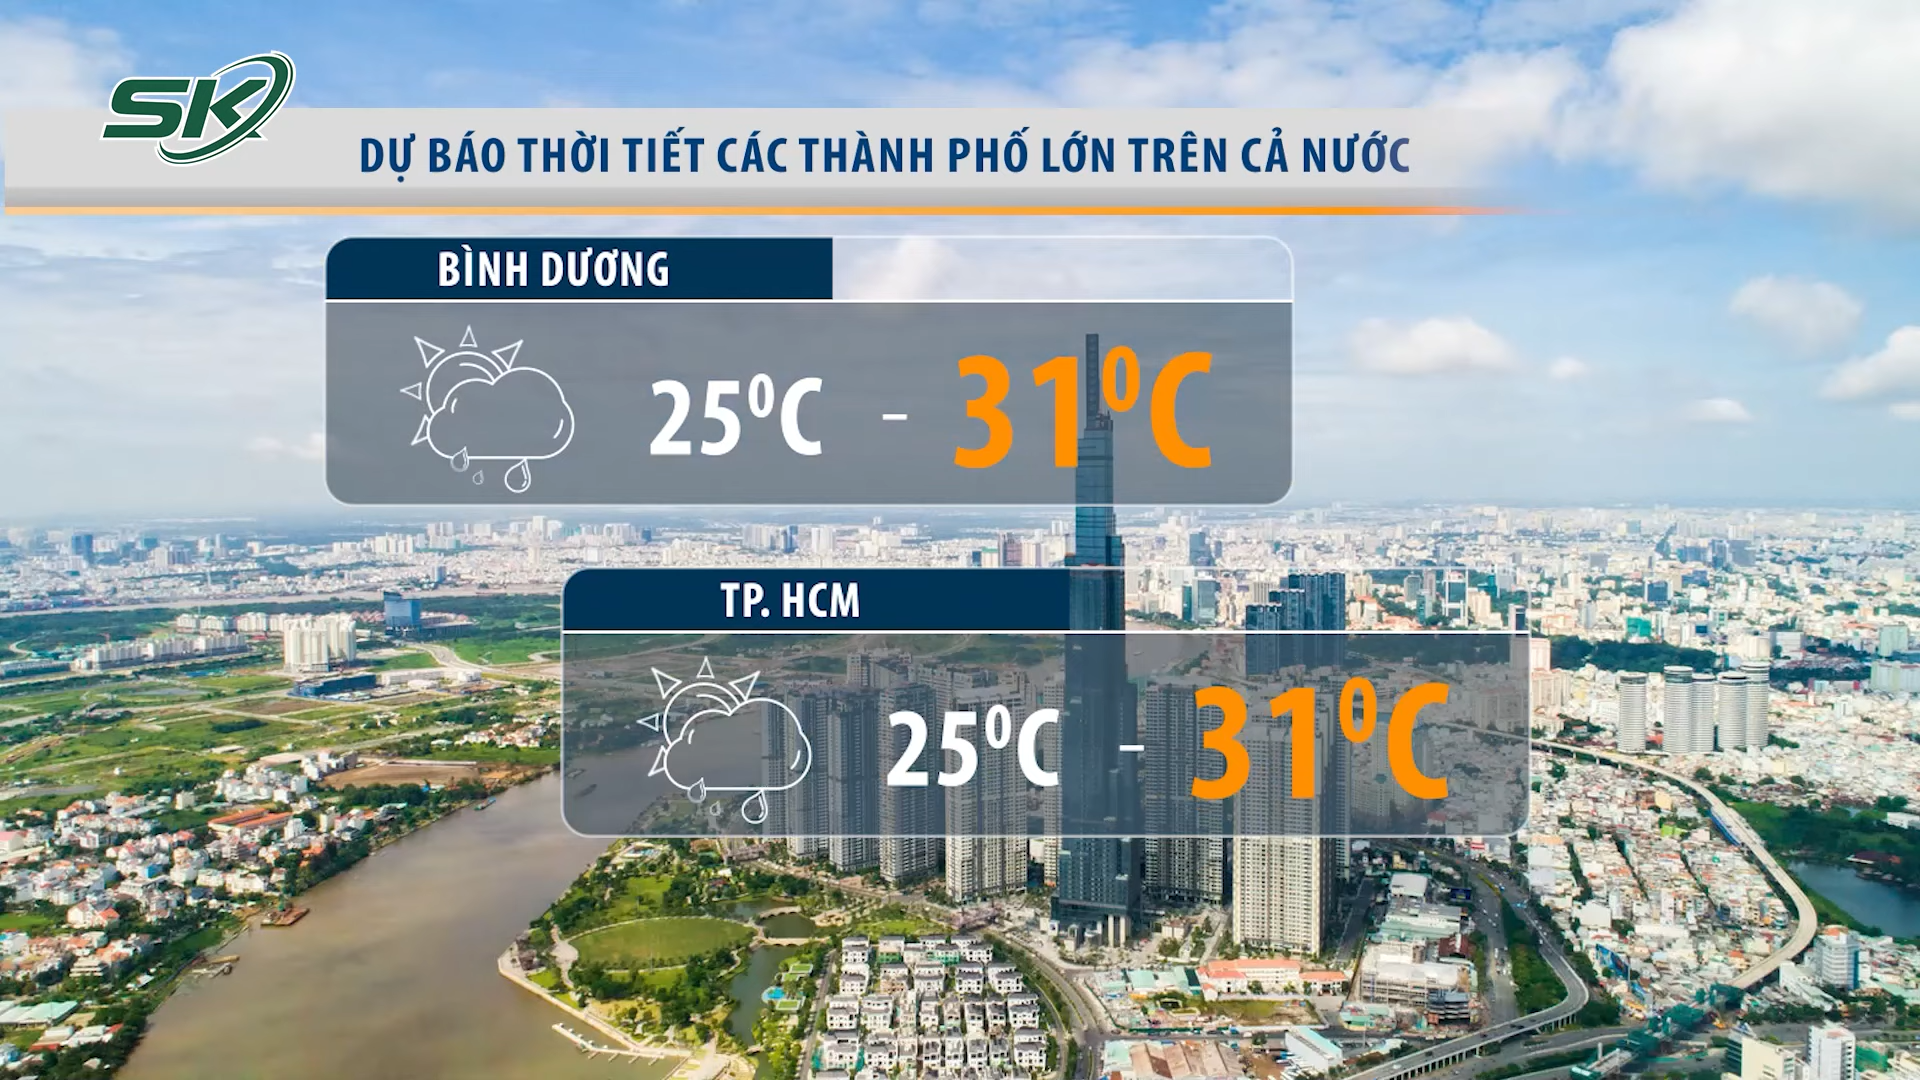 SK
DỰ BÁO THỜI TIẾT CÁC THÀNH PHỐ LỚN TRÊN CẢ NƯỚC
BÌNH DƯƠNG
25⁰C - 31⁰C
TP. HCM
25⁰C - 31⁰C